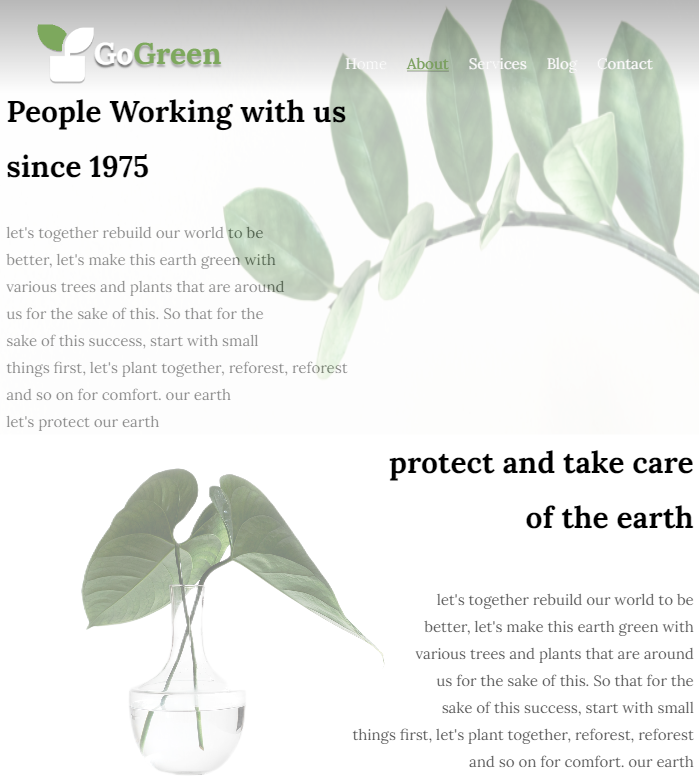 GoGreen
Home About Services Blog Contact
People Working with us
since 1975
let's together rebuild our world to be
better, let's make this earth green with
various trees and plants that are around
us for the sake of this. So that for the
sake of this success, start with small
things first, let's plant together, reforest, reforest
and so on for comfort. our earth
let's protect our earth
protect and take care
of the earth
let's together rebuild our world to be
better, let's make this earth green with
various trees and plants that are around
us for the sake of this. So that for the
sake of this success, start with small
things first, let's plant together, reforest, reforest
and so on for comfort. our earth